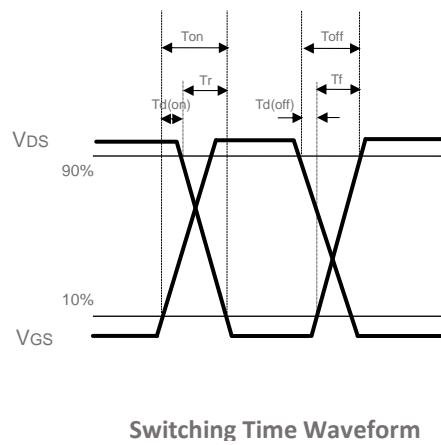 Ton
Toff
Tr
Tf
Td(on)
Td(off)
VDS
90%
10%
VGS
Switching Time Waveform